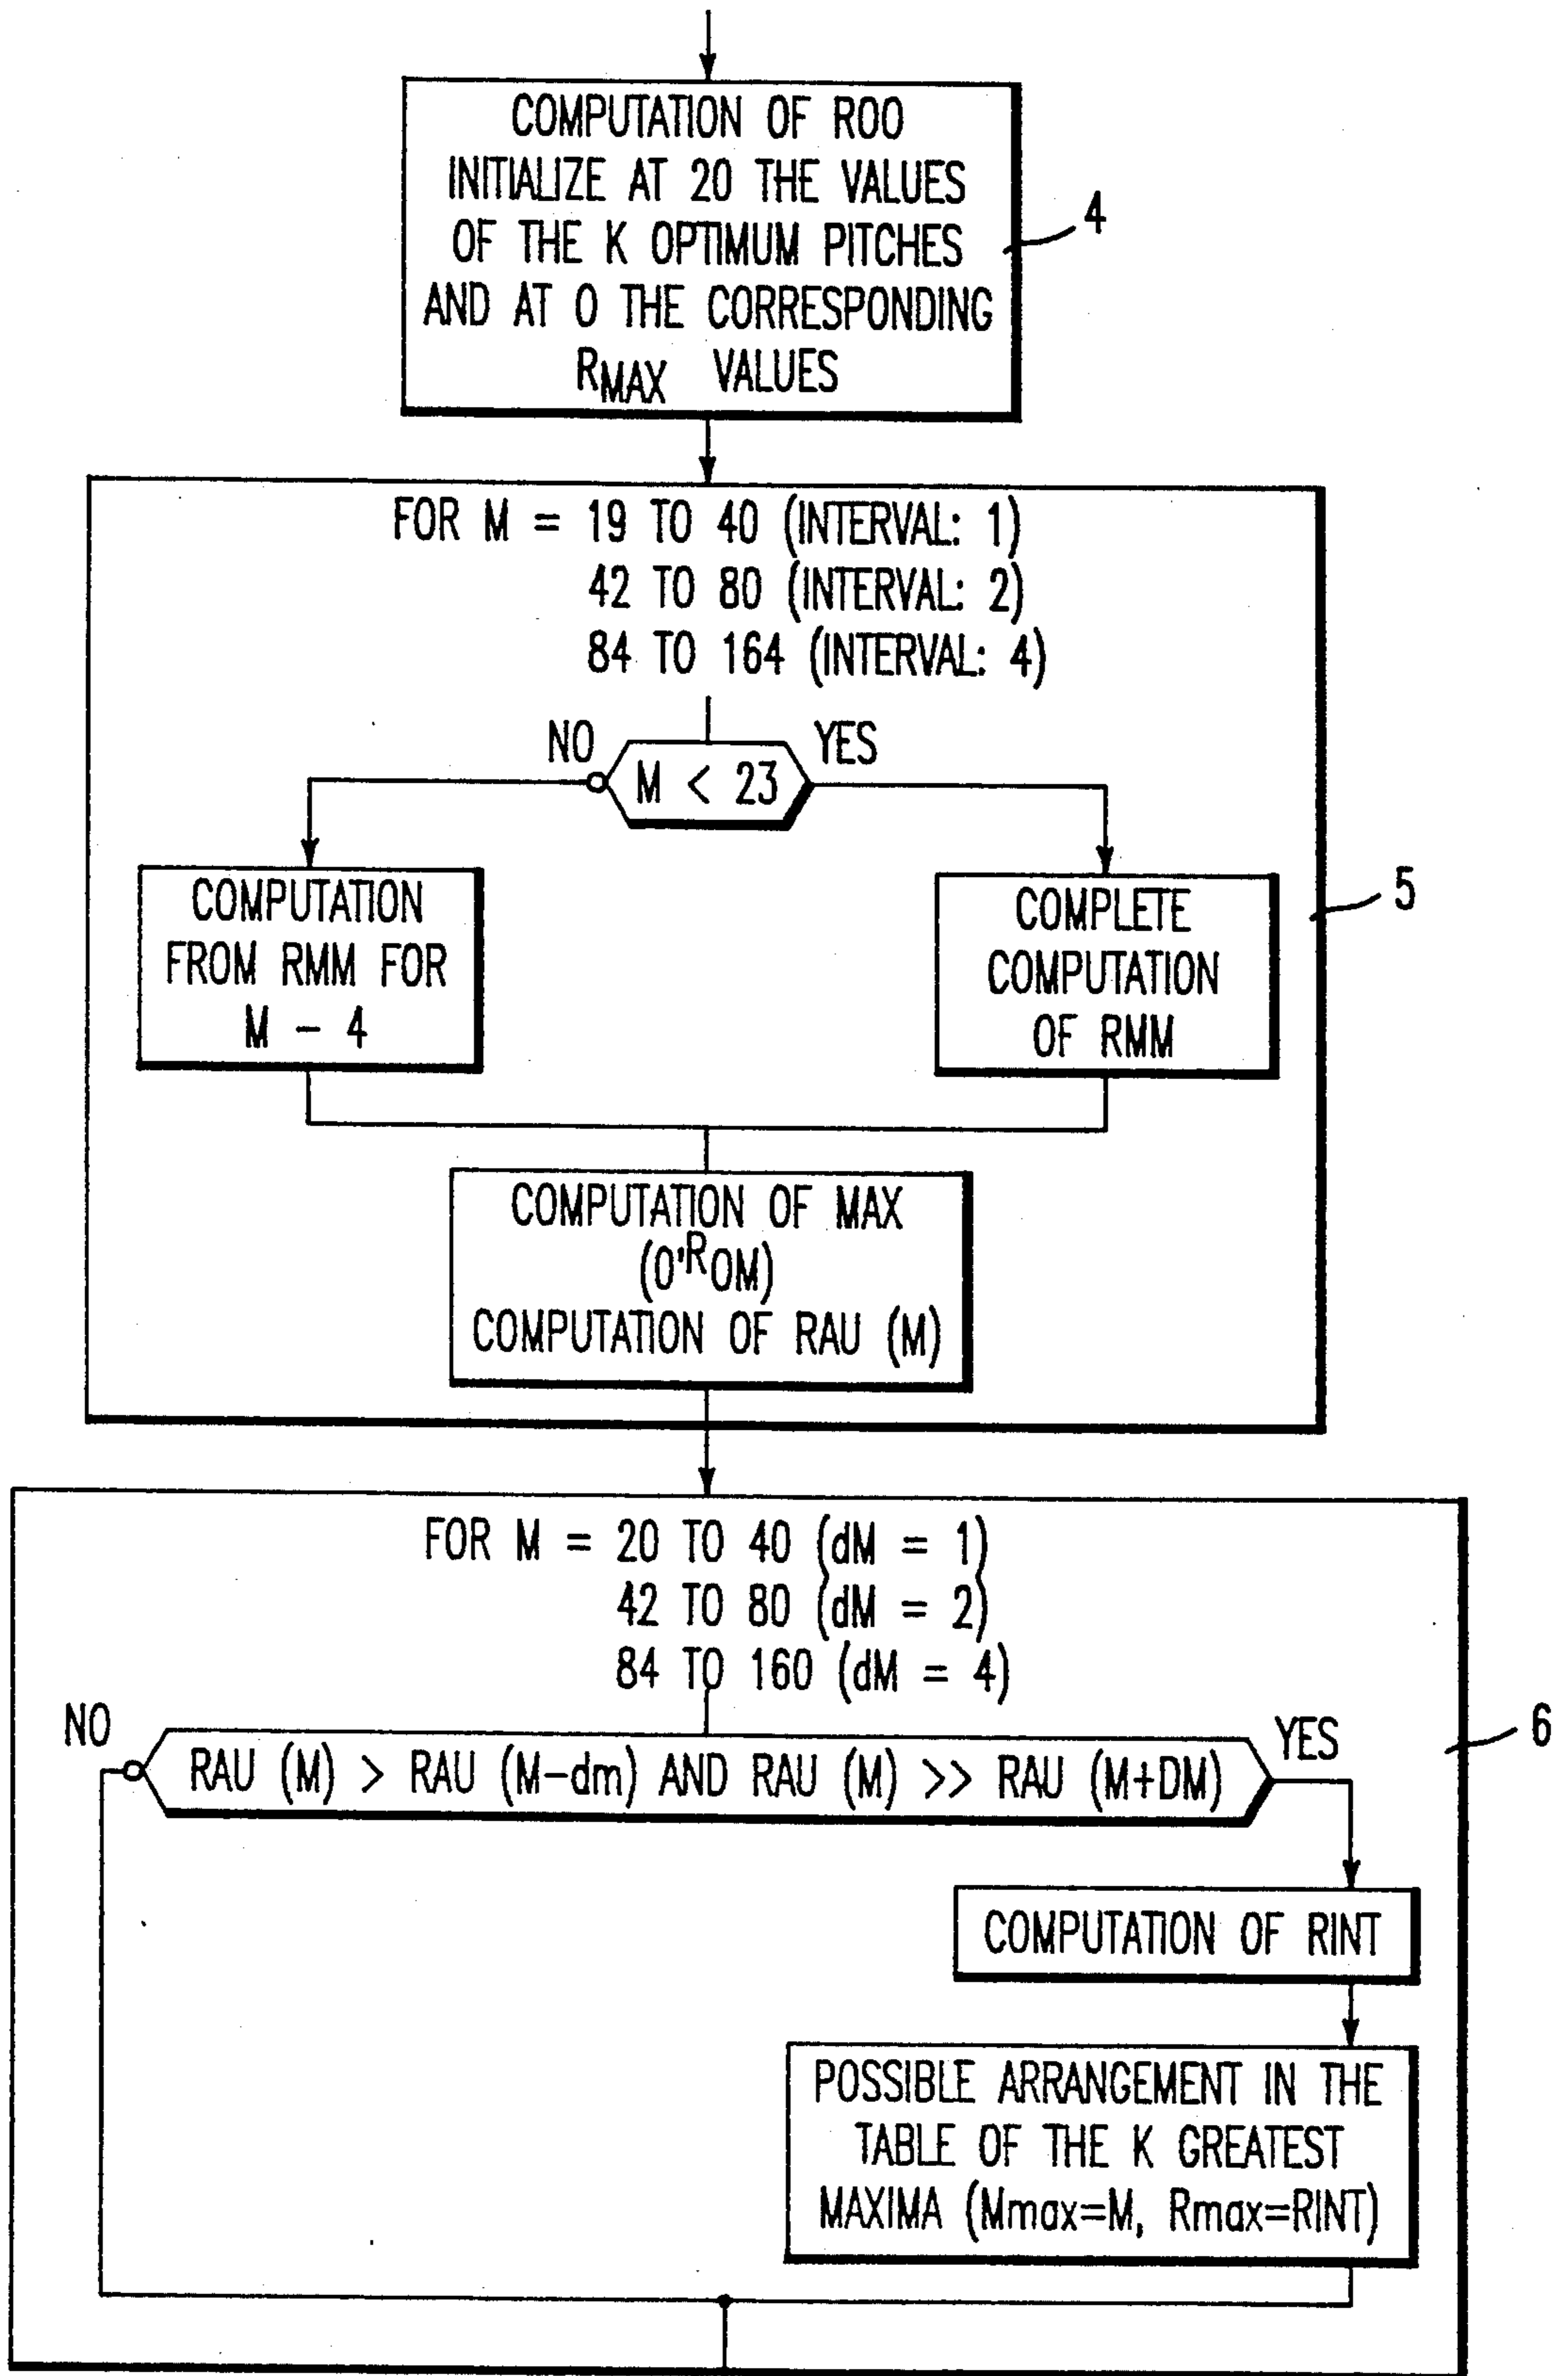 COMPUTATION OF ROO
INITIALIZE AT 20 THE VALUES
OF THE K OPTIMUM PITCHES
AND AT 0 THE CORRESPONDING
RMAX VALUES
4
FOR M = 19 TO 40 (INTERVAL: 1)
42 TO 80 (INTERVAL: 2)
84 TO 164 (INTERVAL: 4)
NO
M < 23
YES
COMPUTATION
FROM RMM FOR
M - 4
COMPLETE
COMPUTATION
OF RMM
5
COMPUTATION OF MAX
(0'ROM)
COMPUTATION OF RAU (M)
FOR M = 20 TO 40 (dM = 1)
42 TO 80 (dM = 2)
84 TO 160 (dM = 4)
NO
RAU (M) > RAU (M-dm) AND RAU (M) >> RAU (M+DM)
YES
6
COMPUTATION OF RINT
POSSIBLE ARRANGEMENT IN THE
TABLE OF THE K GREATEST
MAXIMA (Mmax=M, Rmax=RINT)